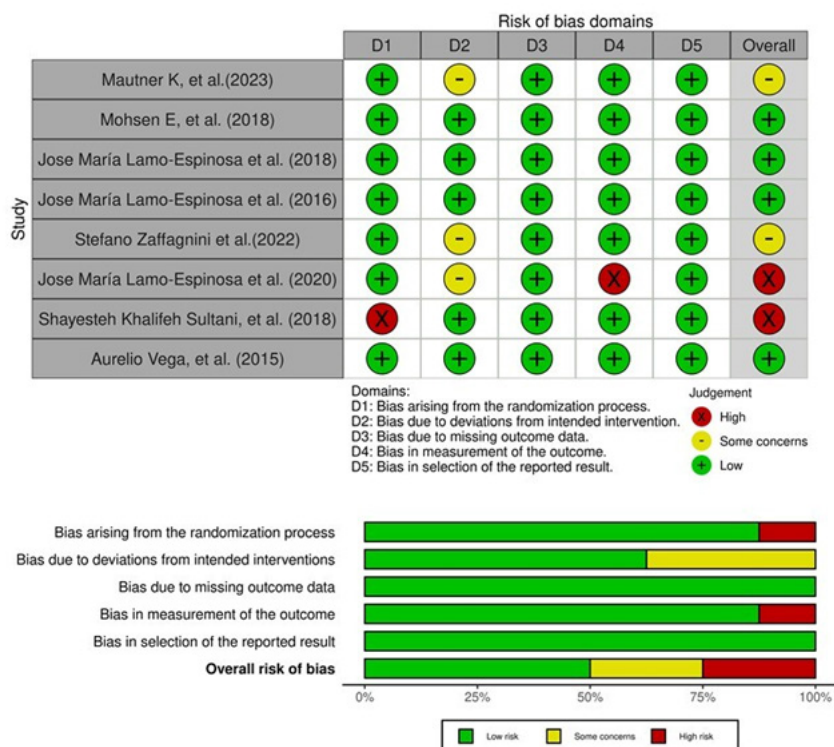 Risk of bias domains
D1 D2 D3 D4 D5 Overall
Study
Mautner K, et al.(2023) + - + + + -
Mohsen E, et al. (2018) + + + + + +
Jose María Lamo-Espinosa et al. (2018) + + + + + +
Jose María Lamo-Espinosa et al. (2016) + + + + + +
Stefano Zaffagnini et al.(2022) + - + + + -
Jose María Lamo-Espinosa et al. (2020) + - + X + X
Shayesteh Khalifeh Sultani, et al. (2018) X + + + + X
Aurelio Vega, et al. (2015) + + + + + +
Domains:
D1: Bias arising from the randomization process.
D2: Bias due to deviations from intended intervention.
D3: Bias due to missing outcome data.
D4: Bias in measurement of the outcome.
D5: Bias in selection of the reported result.
Judgement
X High
- Some concerns
+ Low
Bias arising from the randomization process
Bias due to deviations from intended interventions
Bias due to missing outcome data
Bias in measurement of the outcome
Bias in selection of the reported result
Overall risk of bias
0% 25% 50% 75% 100%
Low risk Some concerns High risk